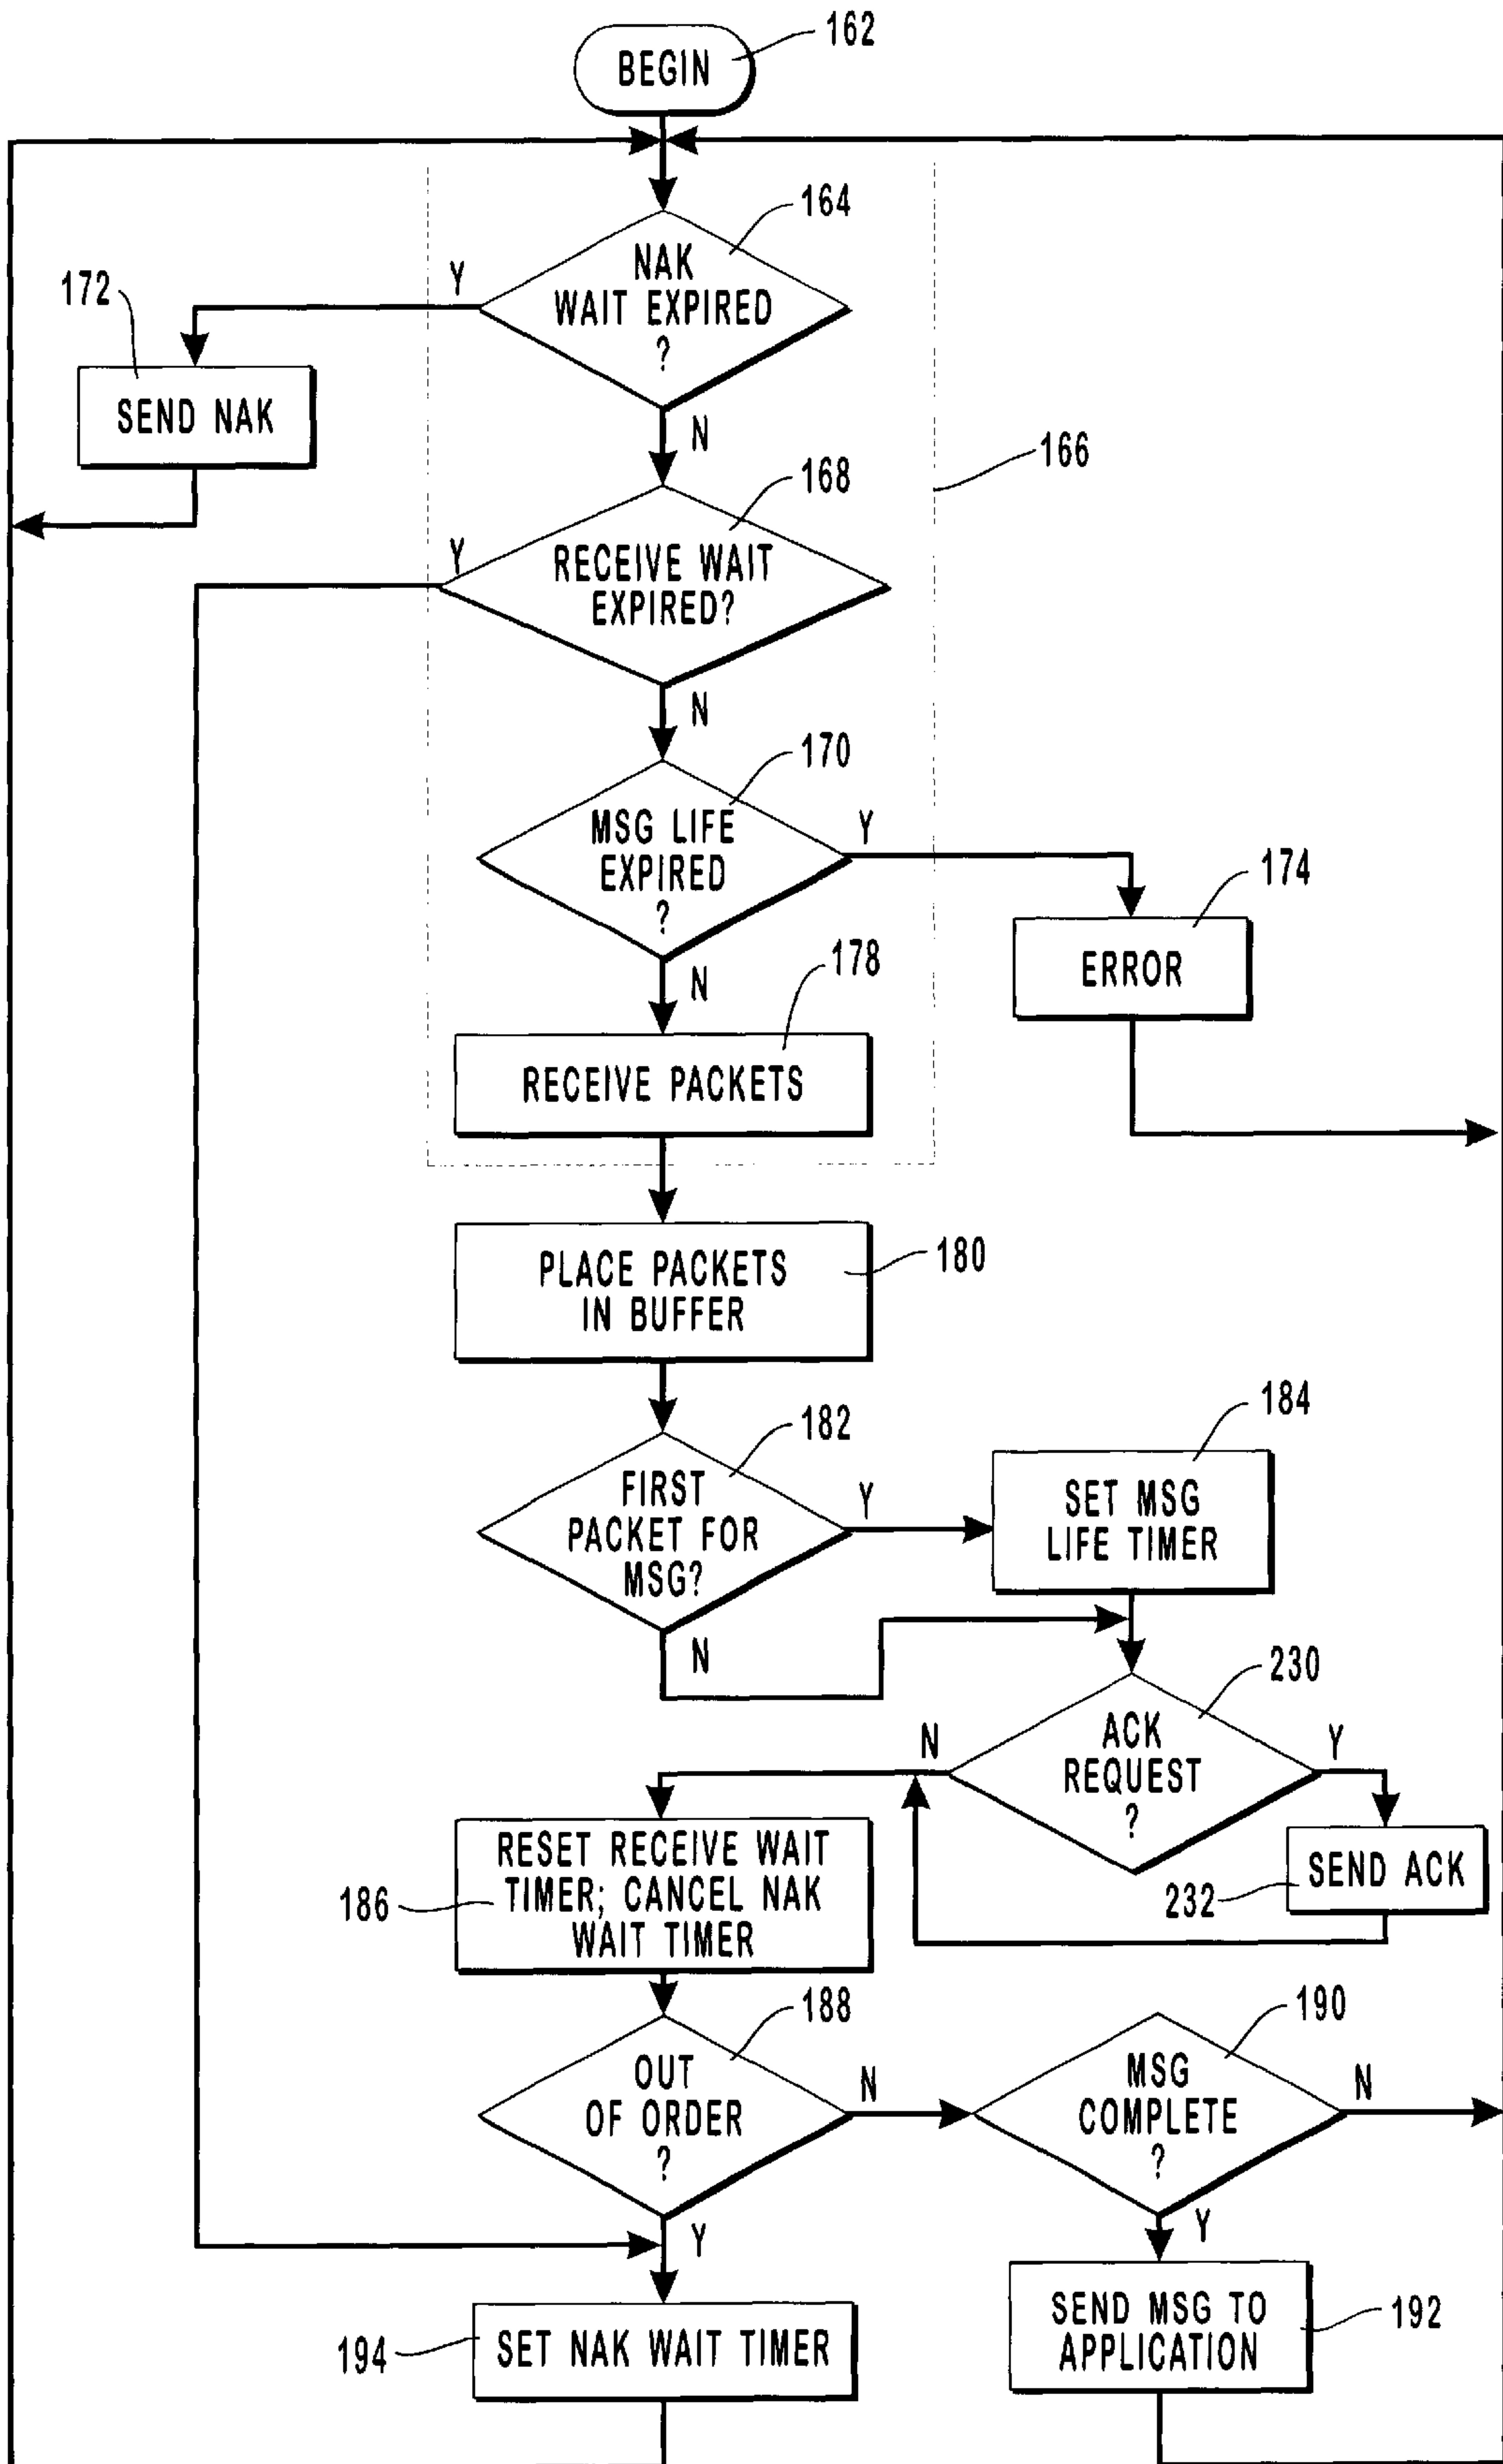 162
BEGIN
164
NAK
WAIT EXPIRED
?
Y
172
SEND NAK
N
166
168
Y
RECEIVE WAIT
EXPIRED?
N
170
MSG LIFE
EXPIRED
?
Y
174
ERROR
N
178
RECEIVE PACKETS
180
PLACE PACKETS
IN BUFFER
182
184
FIRST
PACKET FOR
MSG?
Y
SET MSG
LIFE TIMER
N
230
ACK
REQUEST
?
N
Y
RESET RECEIVE WAIT
TIMER; CANCEL NAK
WAIT TIMER
186
232
SEND ACK
188
190
OUT
OF ORDER
?
N
MSG
COMPLETE
?
N
Y
Y
194
SET NAK WAIT TIMER
SEND MSG TO
APPLICATION
192